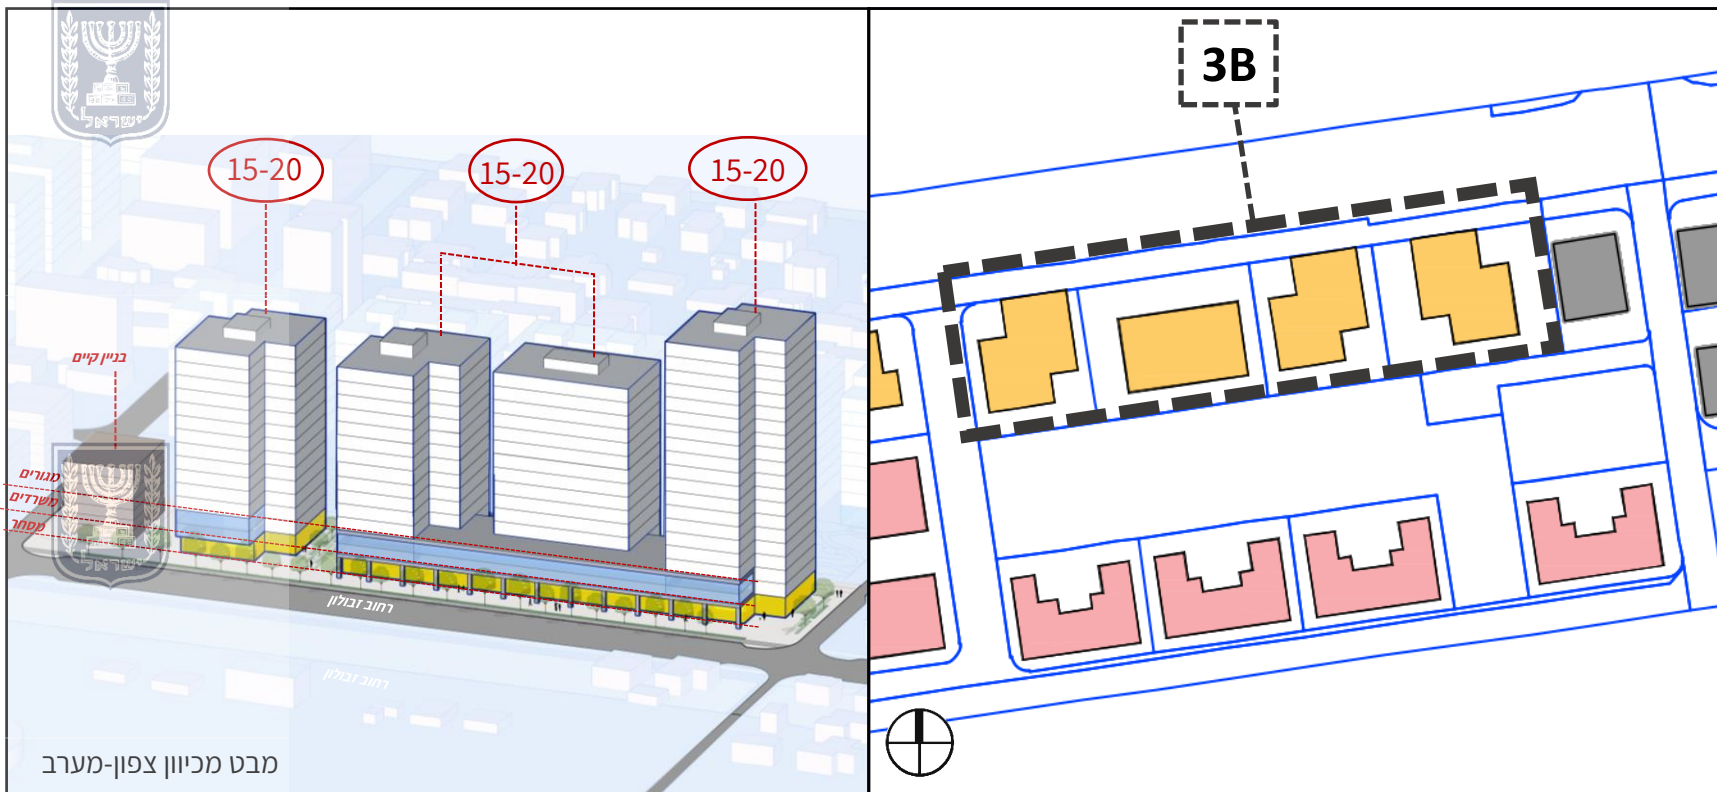 ישראל
15-20
15-20
15-20
3B
בניין קיים
מגורים
משרדים
מסחר
ישראל
רחוב זבולון
רחוב זבולון
מבט מכיוון צפון-מערב